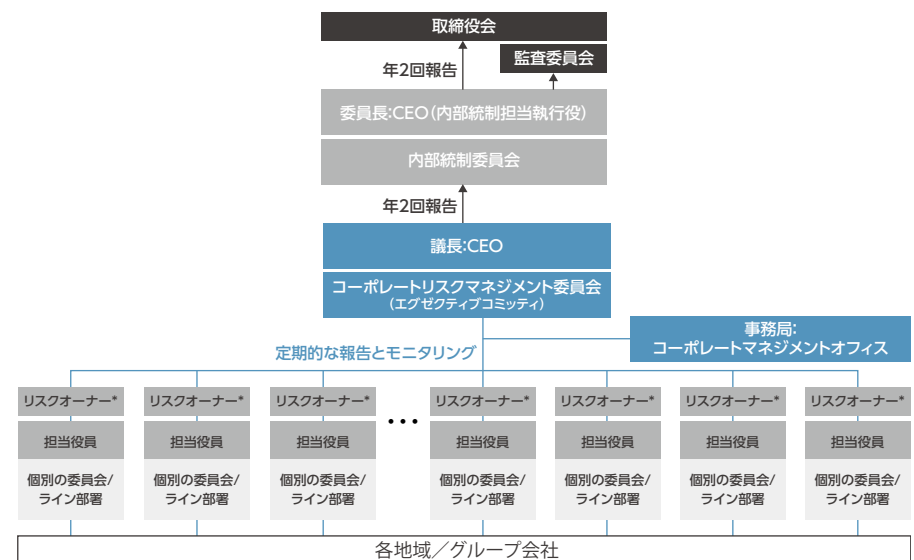 取締役会
監査委員会
年2回報告
委員長:CEO(内部統制担当執行役)
内部統制委員会
年2回報告
議長:CEO
コーポレートリスクマネジメント委員会
(エグゼクティブコミッティ)
事務局:
コーポレートマネジメントオフィス
定期的な報告とモニタリング
リスクオーナー* リスクオーナー* リスクオーナー* ••• リスクオーナー* リスクオーナー* リスクオーナー* リスクオーナー*
担当役員 担当役員 担当役員 担当役員 担当役員 担当役員 担当役員
個別の委員会/ 個別の委員会/ 個別の委員会/ 個別の委員会/ 個別の委員会/ 個別の委員会/ 個別の委員会/
ライン部署 ライン部署 ライン部署 ライン部署 ライン部署 ライン部署 ライン部署
各地域/グループ会社